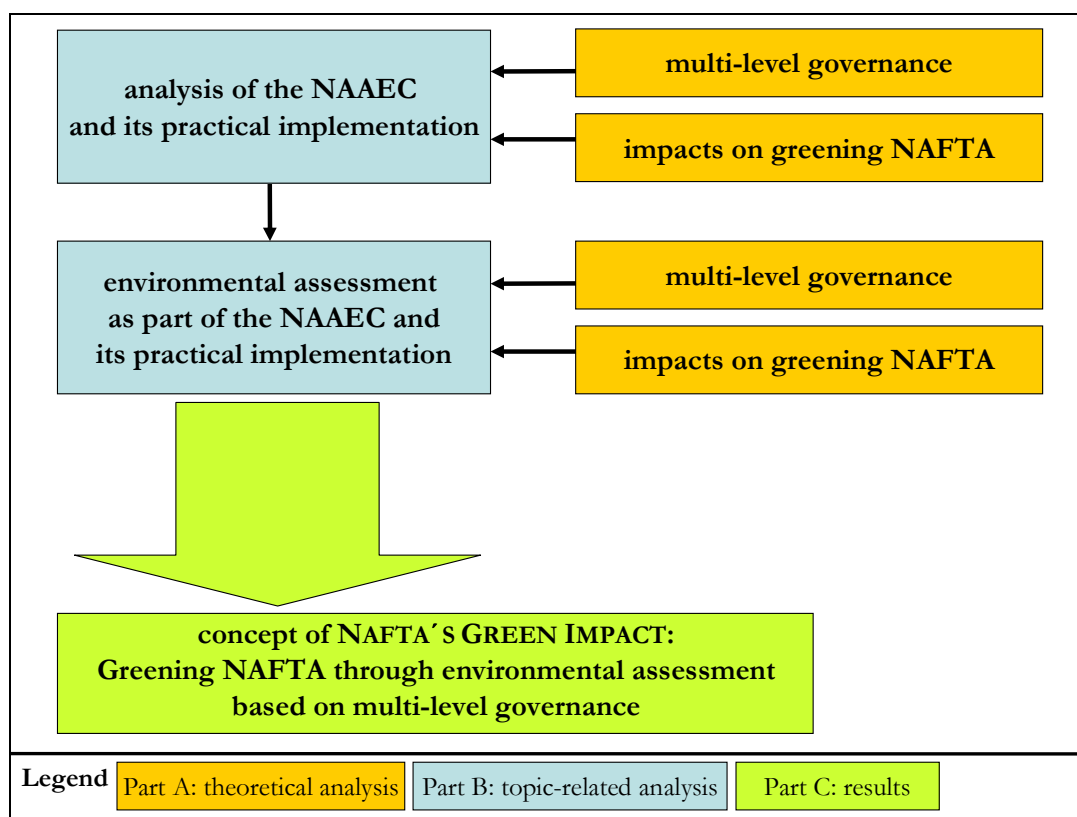 analysis of the NAAEC
and its practical implementation
multi-level governance
impacts on greening NAFTA
environmental assessment
as part of the NAAEC and
its practical implementation
multi-level governance
impacts on greening NAFTA
concept of NAFTA´S GREEN IMPACT:
Greening NAFTA through environmental assessment
based on multi-level governance
Legend
Part A: theoretical analysis
Part B: topic-related analysis
Part C: results